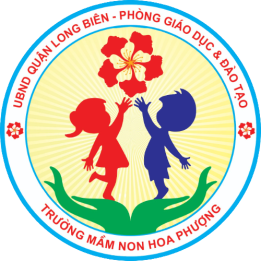 UBND QUẬN LONG BIÊN - PHÒNG GIÁO DỤC & ĐÀO TẠO
TRƯỜNG MẦM NON HOA PHƯỢNG